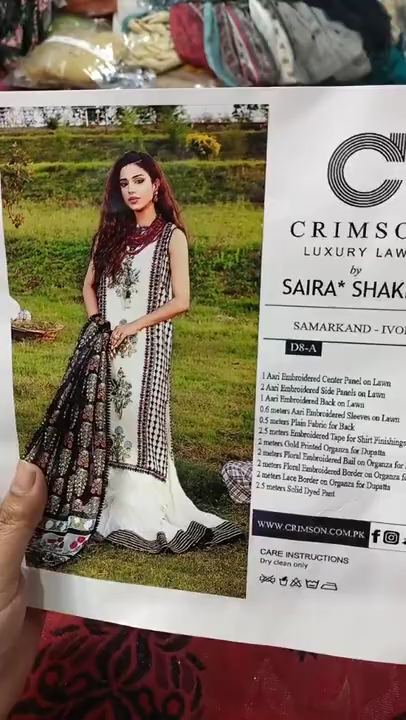 CRIMSO
LUXURY LAW
by
SAIRA* SHAK
SAMARKAND - IVO
D8-A
1 Aari Embroidered Center Panel on Lawn
2 Aari Embroidered Side Panels on Lawn
1 Aari Embroidered Back on Lawn
0.6 meters Aari Embroidered Sleeves on Lawn
0.5 meters Plain Fabric for Back
2.5 meters Embroidered Tape for Shirt Finishings
2 meters Gold Printed Organza for Dupatta
2 meters Floral Embroidered Bail on Organza for
2 meters Floral Embroidered Border on Organza fo
2 meters Lace Border on Organza for Dupatta
2.5 meters Solid Dyed Pant
WWW.CRIMSON.COM.PK
CARE INSTRUCTIONS
Dry clean only